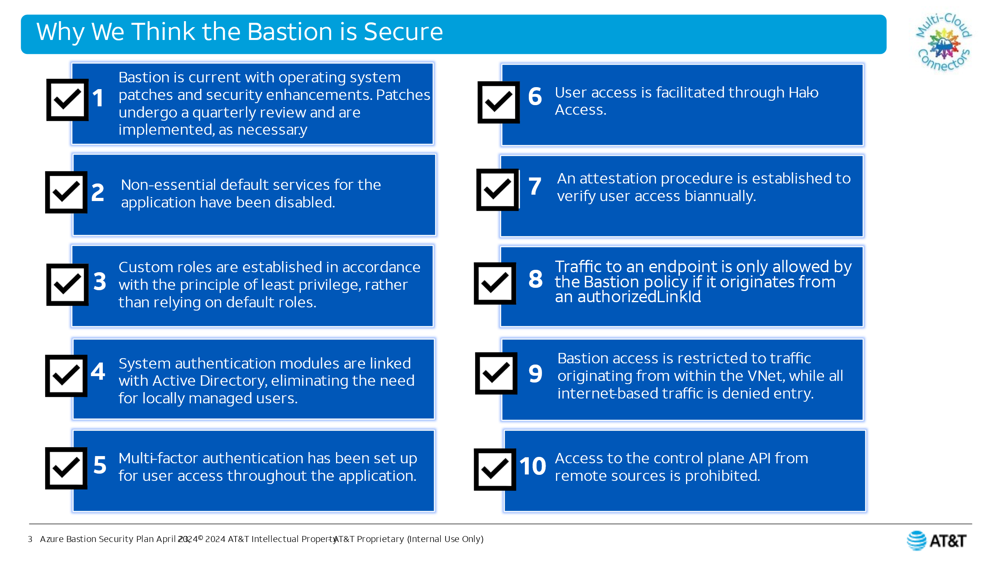 Why We Think the Bastion is Secure
Multi-Cloud
Connectors
1
Bastion is current with operating system
patches and security enhancements. Patches
undergo a quarterly review and are
implemented, as necessary.
2
Non-essential default services for the
application have been disabled.
3
Custom roles are established in accordance
with the principle of least privilege, rather
than relying on default roles.
4
System authentication modules are linked
with Active Directory, eliminating the need
for locally managed users.
5
Multi-factor authentication has been set up
for user access throughout the application.
6
User access is facilitated through Halo-
Access.
7
An attestation procedure is established to
verify user access biannually.
8
Traffic to an endpoint is only allowed by
the Bastion policy if it originates from
an authorized LinkId.
9
Bastion access is restricted to traffic
originating from within the VNet, while all
internet-based traffic is denied entry.
10
Access to the control plane API from
remote sources is prohibited.
3 Azure Bastion Security Plan April 23, 2024 © 2024 AT&T Intellectual Property - AT&T Proprietary (Internal Use Only)
AT&T